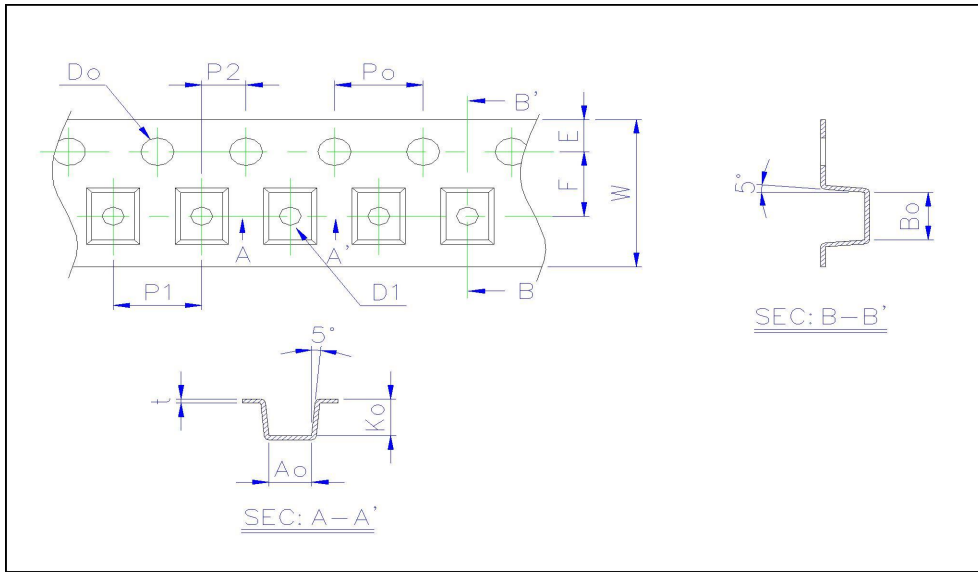 Do
P2
Po
B'
E
F
W
A
A'
P1
D1
B
5°
Bo
SEC: B-B'
5°
t
Ko
Ao
SEC: A-A'